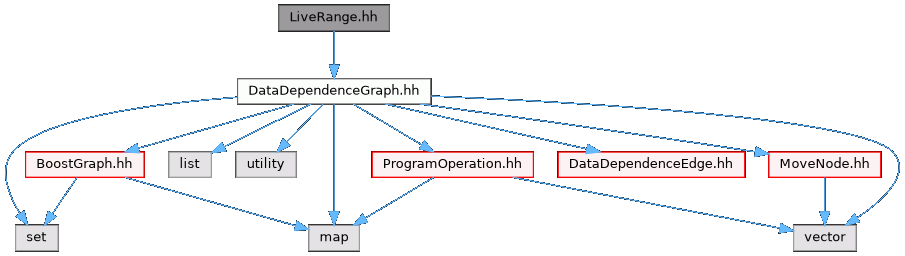 LiveRange.hh
DataDependenceGraph.hh
BoostGraph.hh
list
utility
ProgramOperation.hh
DataDependenceEdge.hh
MoveNode.hh
set
map
vector